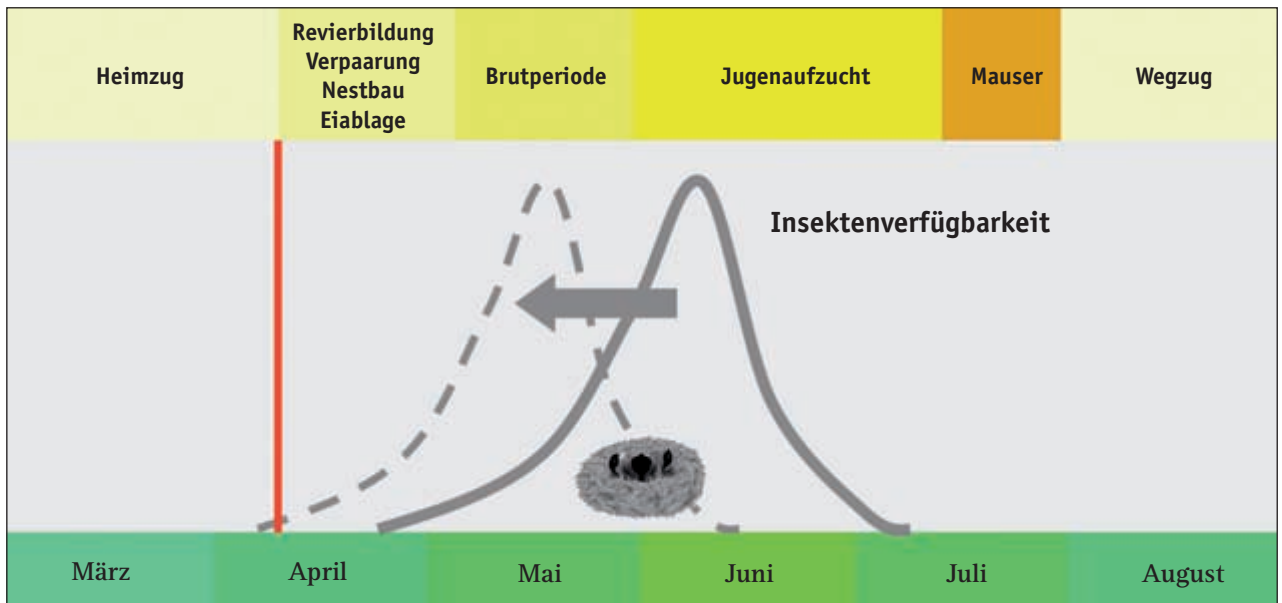 Heimzug
Revierbildung
Verpaarung
Nestbau
Eiablage
Brutperiode
Jugenaufzucht
Mauser
Wegzug
Insektenverfügbarkeit
März
April
Mai
Juni
Juli
August